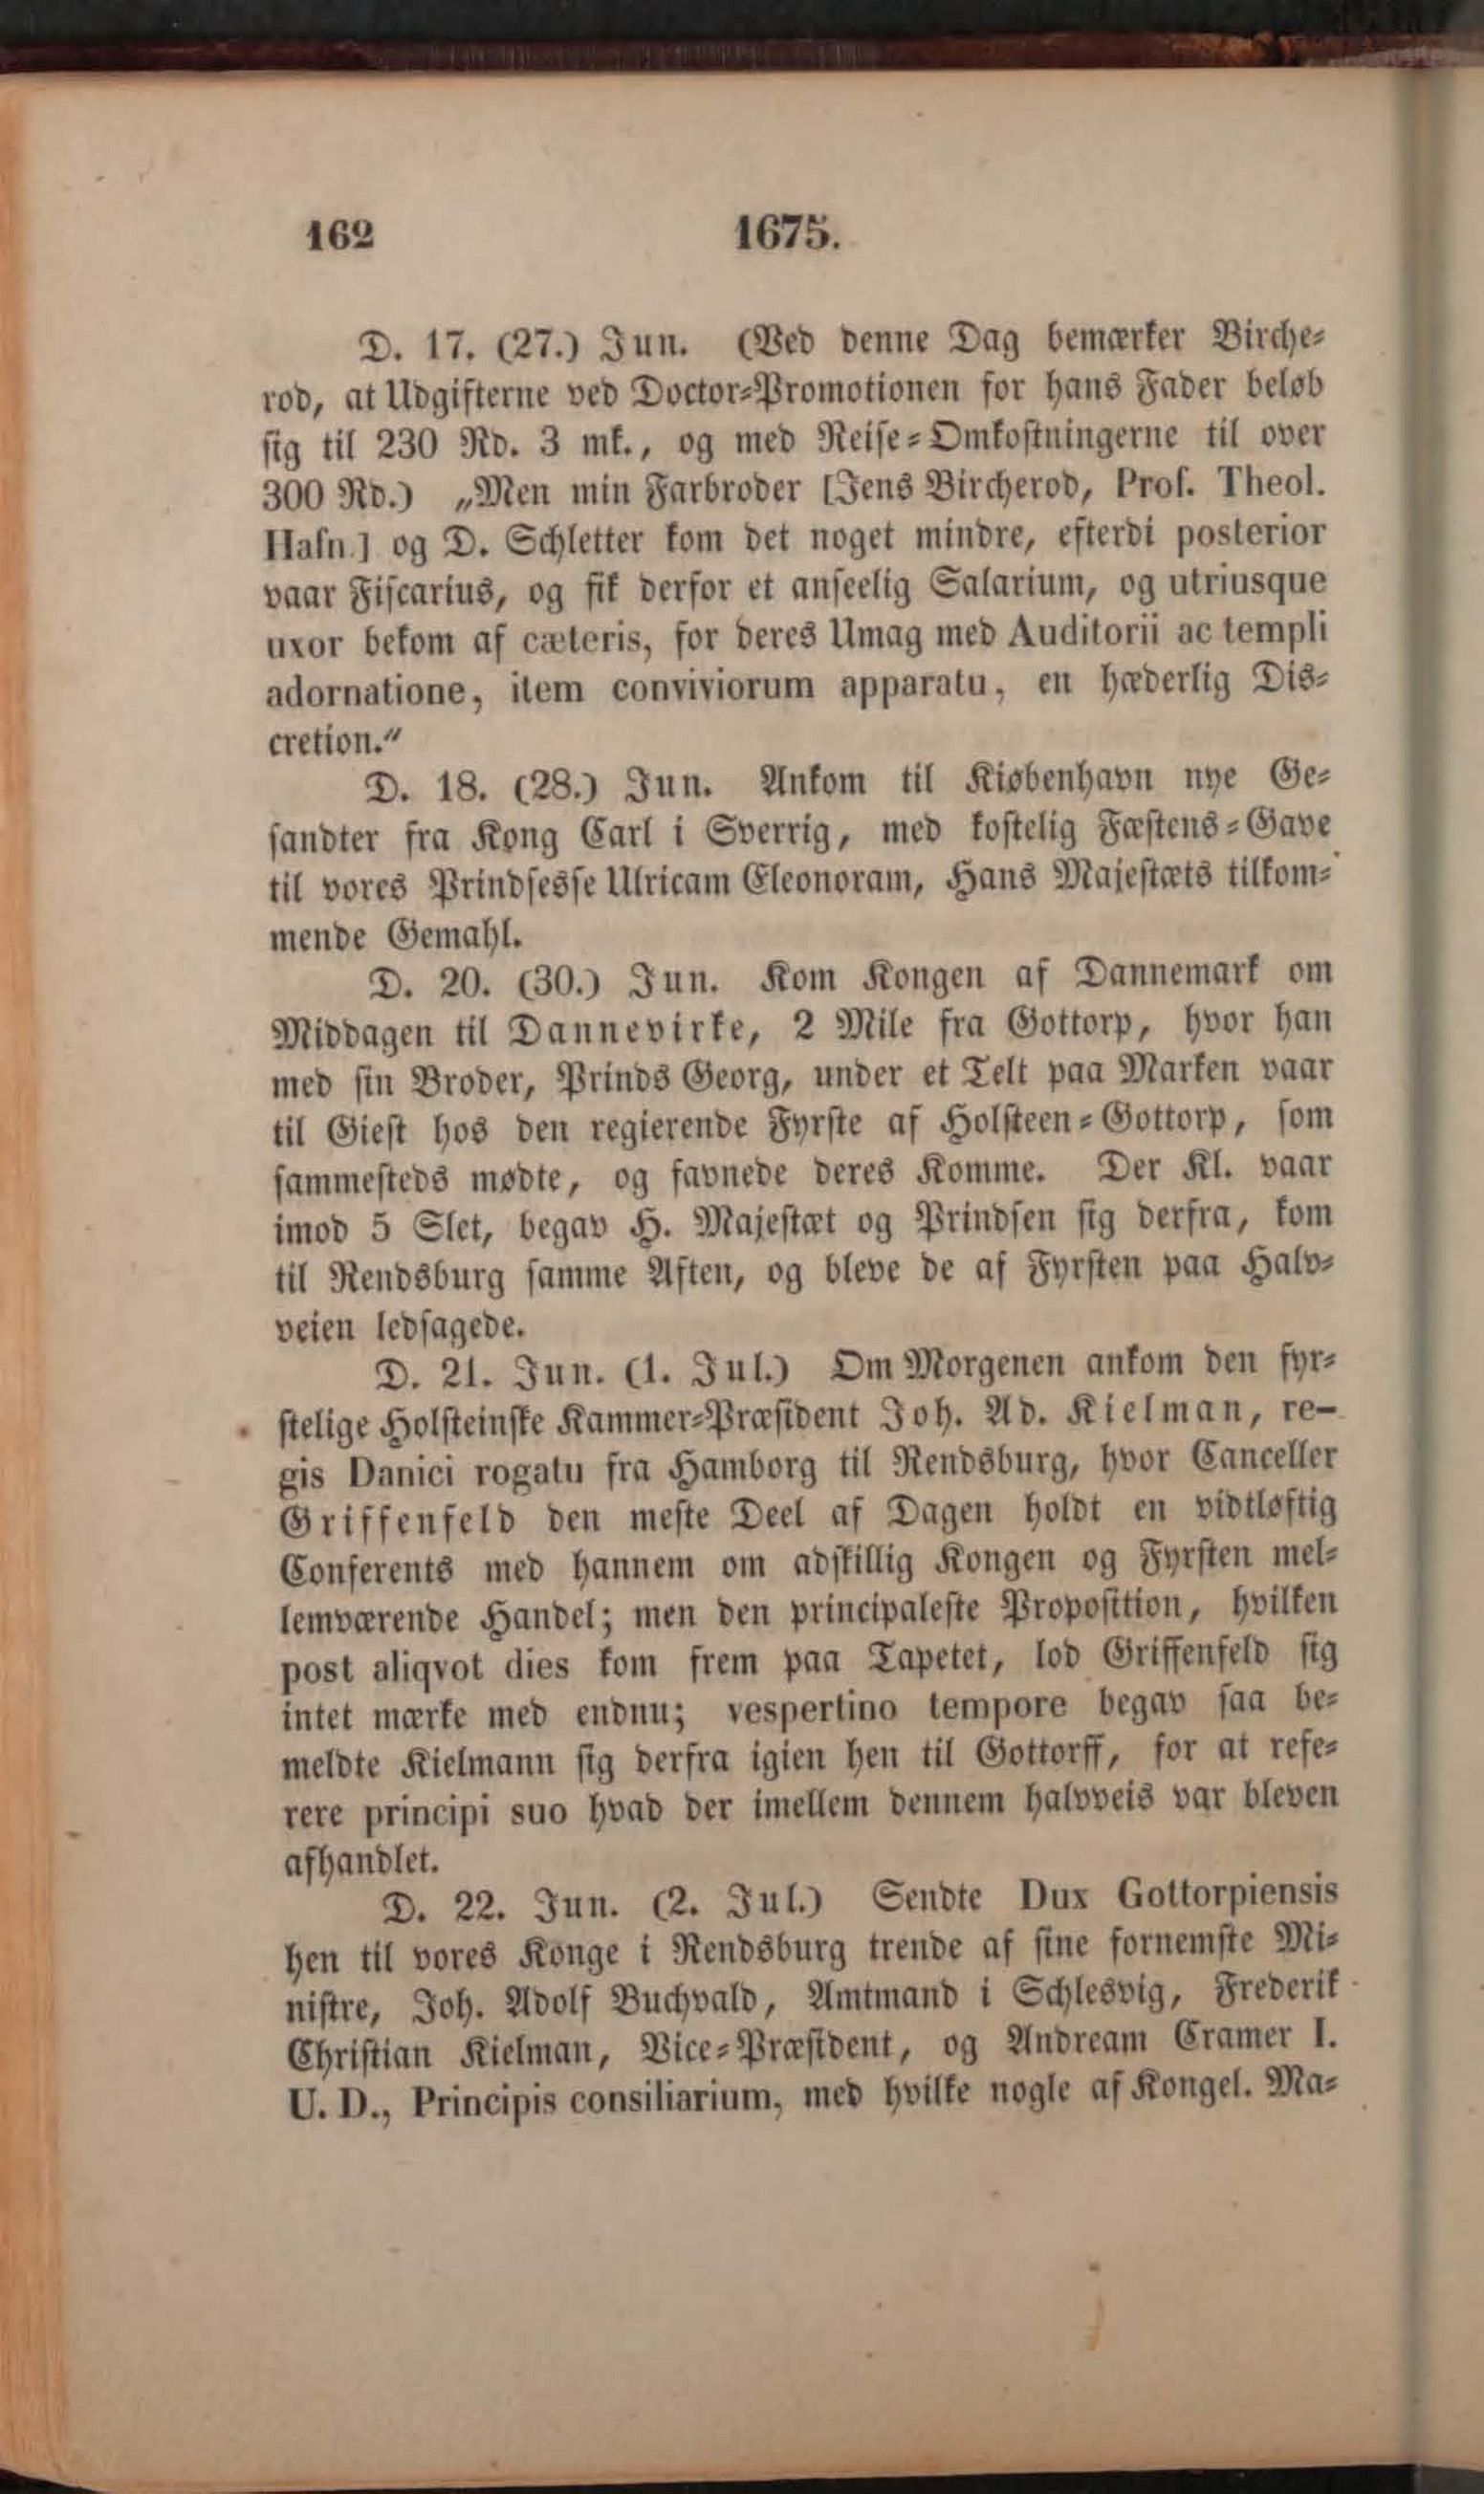 162 1675.
D. 17. (27.) Jun. (Ved denne Dag bemærker Birche-
rod, at Udgifterne ved Doctor-Promotionen for hans Fader beløb
sig til 230 Rd. 3 mk., og med Reise-Omkostningerne til over
300 Rd.) „Men min Farbroder [Jens Bircherod, Prof. Theol.
Hafn.] og D. Schletter kom det noget mindre, efterdi posterior
vaar Fiscarius, og fik derfor et anseelig Salarium, og utriusque
uxor bekom af cæteris, for deres Umag med Auditorii ac templi
adornatione, item conviviorum apparatu, en hæderlig Dis-
cretion.“
D. 18. (28.) Jun. Ankom til Kiøbenhavn nye Ge-
sandter fra Kong Carl i Sverrig, med kostelig Fæstens-Gave
til vores Prindsesse Ulricam Eleonoram, Hans Majestæts tilkom-
mende Gemahl.
D. 20. (30.) Jun. Kom Kongen af Dannemark om
Middagen til Dannevirke, 2 Mile fra Gottorp, hvor han
med sin Broder, Prinds Georg, under et Telt paa Marken vaar
til Giest hos den regierende Fyrste af Holsteen-Gottorp, som
sammesteds mødte, og favnede deres Komme. Der Kl. vaar
imod 5 Slet, begav H. Majestæt og Prindsen sig derfra, kom
til Rendsburg samme Aften, og bleve de af Fyrsten paa Halv-
veien ledsagede.
D. 21. Jun. (1. Jul.) Om Morgenen ankom den fyr-
stelige Holsteinske Kammer-Præsident Joh. Ad. Kielman, re-
gis Danici rogatu fra Hamborg til Rendsburg, hvor Canceller
Griffenfeld den meste Deel af Dagen holdt en vidtløftig
Conferents med hannem om adskillig Kongen og Fyrsten mel-
lemværende Handel; men den principaleste Proposition, hvilken
post aliqvot dies kom frem paa Tapetet, lod Griffenfeld sig
intet mærke med endnu; vespertino tempore begav saa be-
meldte Kielmann sig derfra igien hen til Gottorff, for at refe-
rere principi suo hvad der imellem dennem halvveis var bleven
afhandlet.
D. 22. Jun. (2. Jul.) Sendte Dux Gottorpiensis
hen til vores Konge i Rendsburg trende af sine fornemste Mi-
nistre, Joh. Adolf Buchvald, Amtmand i Schlesvig, Frederik
Christian Kielman, Vice-Præsident, og Andream Cramer I.
U. D., Principis consiliarium, med hvilke nogle af Kongel. Ma-